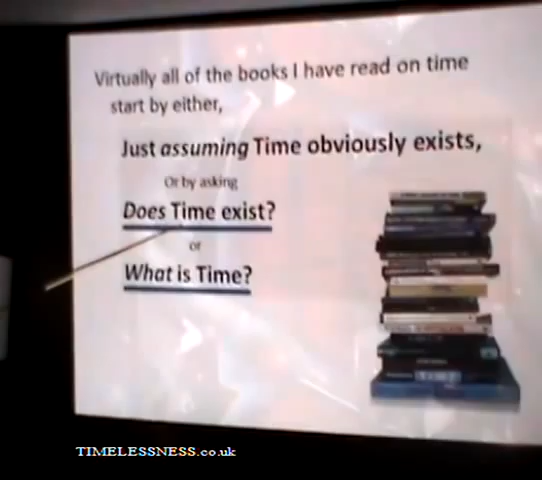 Virtually all of the books I have read on time
start by either,
Just assuming Time obviously exists,
Or by asking
Does Time exist?
or
What is Time?
TIMELESSNESS.co.uk